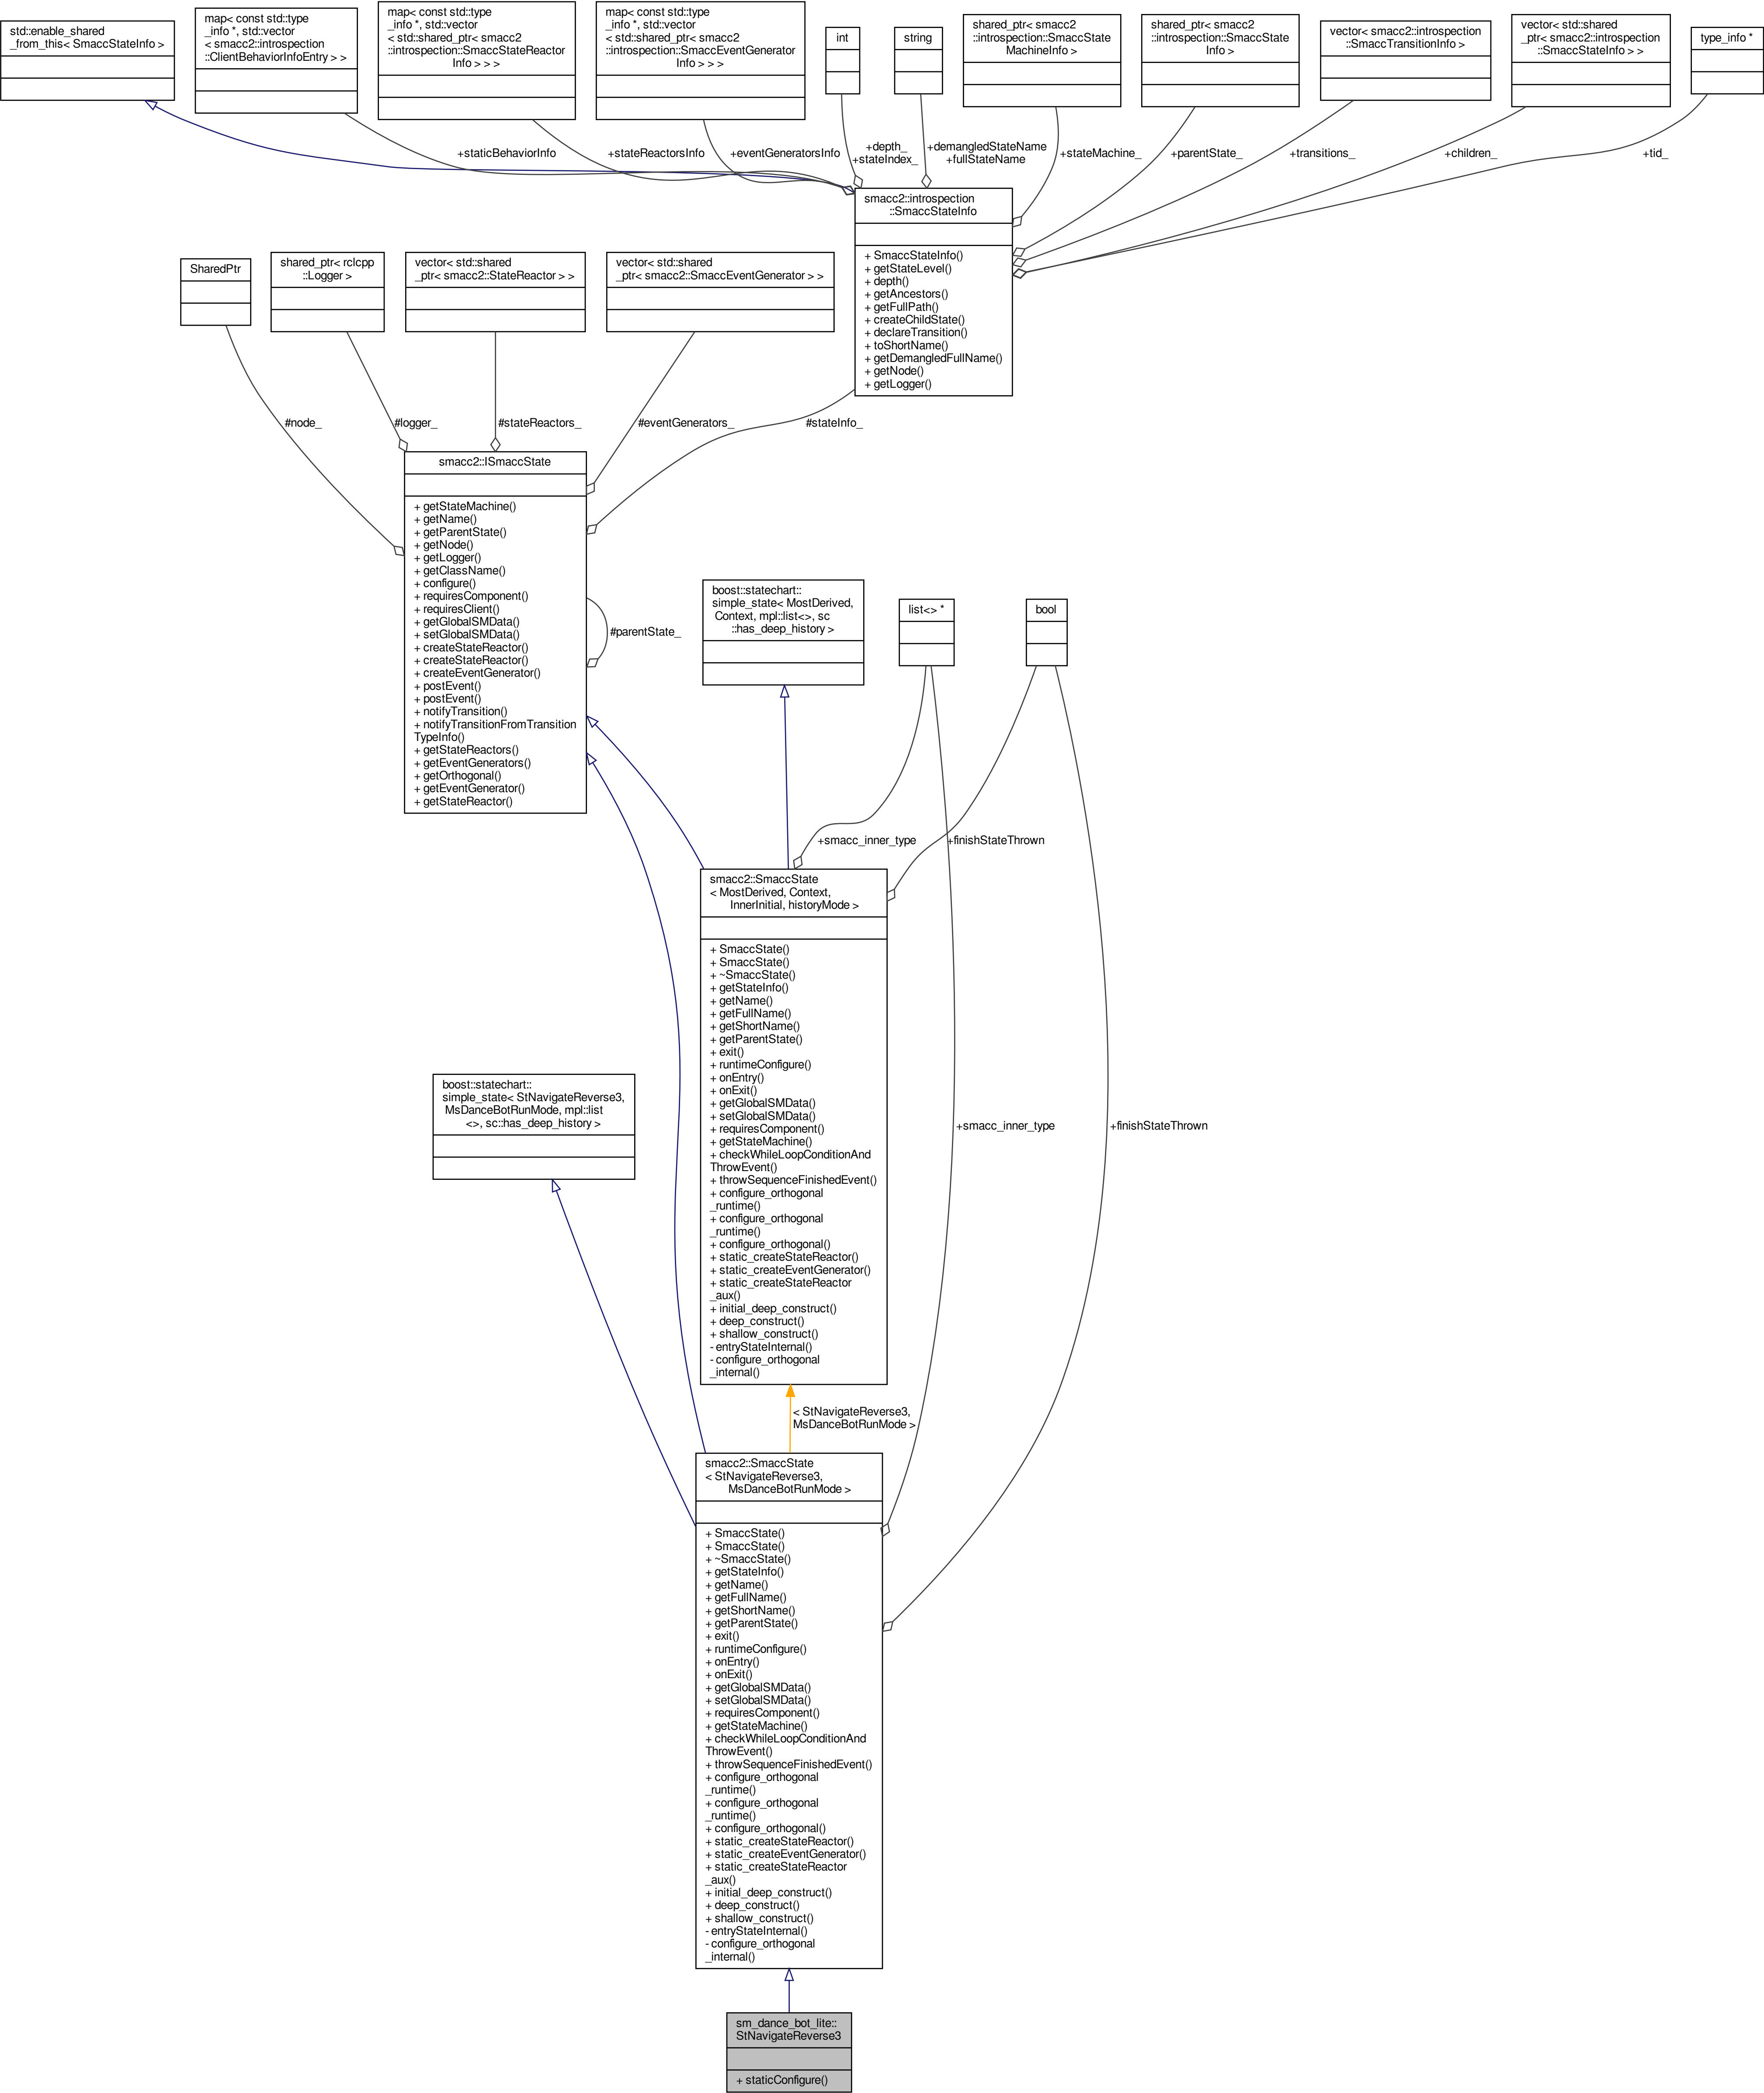 std::enable_shared
_from_this< SmaccStateInfo >
map< const std::type
_info *, std::vector
< smacc2::introspection
::ClientBehaviorInfoEntry > >
map< const std::type
_info *, std::vector
< std::shared_ptr< smacc2
::introspection::SmaccStateReactor
Info > > >
map< const std::type
_info *, std::vector
< std::shared_ptr< smacc2
::introspection::SmaccEventGenerator
Info > > >
int
string
shared_ptr< smacc2
::introspection::SmaccState
MachineInfo >
shared_ptr< smacc2
::introspection::SmaccState
Info >
vector< smacc2::introspection
::SmaccTransitionInfo >
vector< std::shared
_ptr< smacc2::introspection
::SmaccStateInfo > >
type_info *
+staticBehaviorInfo
+stateReactorsInfo
+eventGeneratorsInfo
+depth_
+stateIndex_
+demangledStateName
+fullStateName
+stateMachine_
+parentState_
+transitions_
+children_
+tid_
smacc2::introspection
::SmaccStateInfo
+ SmaccStateInfo()
+ getStateLevel()
+ depth()
+ getAncestors()
+ getFullPath()
+ createChildState()
+ declareTransition()
+ toShortName()
+ getDemangledFullName()
+ getNode()
+ getLogger()
SharedPtr
shared_ptr< rclcpp
::Logger >
vector< std::shared
_ptr< smacc2::StateReactor > >
vector< std::shared
_ptr< smacc2::SmaccEventGenerator > >
#node_
#logger_
#stateReactors_
#eventGenerators_
#stateInfo_
smacc2::ISmaccState
+ getStateMachine()
+ getName()
+ getParentState()
+ getNode()
+ getLogger()
+ getClassName()
+ configure()
+ requiresComponent()
+ requiresClient()
+ getGlobalSMData()
+ setGlobalSMData()
+ createStateReactor()
+ createStateReactor()
+ createEventGenerator()
+ postEvent()
+ postEvent()
+ notifyTransition()
+ notifyTransitionFromTransition
TypeInfo()
+ getStateReactors()
+ getEventGenerators()
+ getOrthogonal()
+ getEventGenerator()
+ getStateReactor()
#parentState_
boost::statechart::
simple_state< MostDerived,
Context, mpl::list<>, sc
::has_deep_history >
list<> *
bool
+smacc_inner_type
+finishStateThrown
smacc2::SmaccState
< MostDerived, Context,
InnerInitial, historyMode >
+ SmaccState()
+ SmaccState()
+ ~SmaccState()
+ getStateInfo()
+ getName()
+ getFullName()
+ getShortName()
+ getParentState()
+ exit()
+ runtimeConfigure()
+ onEntry()
+ onExit()
+ getGlobalSMData()
+ setGlobalSMData()
+ requiresComponent()
+ getStateMachine()
+ checkWhileLoopConditionAnd
ThrowEvent()
+ throwSequenceFinishedEvent()
+ configure_orthogonal
_runtime()
+ configure_orthogonal
_runtime()
+ configure_orthogonal()
+ static_createStateReactor()
+ static_createEventGenerator()
+ static_createStateReactor
_aux()
+ initial_deep_construct()
+ deep_construct()
+ shallow_construct()
- entryStateInternal()
- configure_orthogonal
_internal()
boost::statechart::
simple_state< StNavigateReverse3,
MsDanceBotRunMode, mpl::list
<>, sc::has_deep_history >
+smacc_inner_type
+finishStateThrown
< StNavigateReverse3,
MsDanceBotRunMode >
smacc2::SmaccState
< StNavigateReverse3,
MsDanceBotRunMode >
+ SmaccState()
+ SmaccState()
+ ~SmaccState()
+ getStateInfo()
+ getName()
+ getFullName()
+ getShortName()
+ getParentState()
+ exit()
+ runtimeConfigure()
+ onEntry()
+ onExit()
+ getGlobalSMData()
+ setGlobalSMData()
+ requiresComponent()
+ getStateMachine()
+ checkWhileLoopConditionAnd
ThrowEvent()
+ throwSequenceFinishedEvent()
+ configure_orthogonal
_runtime()
+ configure_orthogonal
_runtime()
+ configure_orthogonal()
+ static_createStateReactor()
+ static_createEventGenerator()
+ static_createStateReactor
_aux()
+ initial_deep_construct()
+ deep_construct()
+ shallow_construct()
- entryStateInternal()
- configure_orthogonal
_internal()
sm_dance_bot_lite::
StNavigateReverse3
+ staticConfigure()